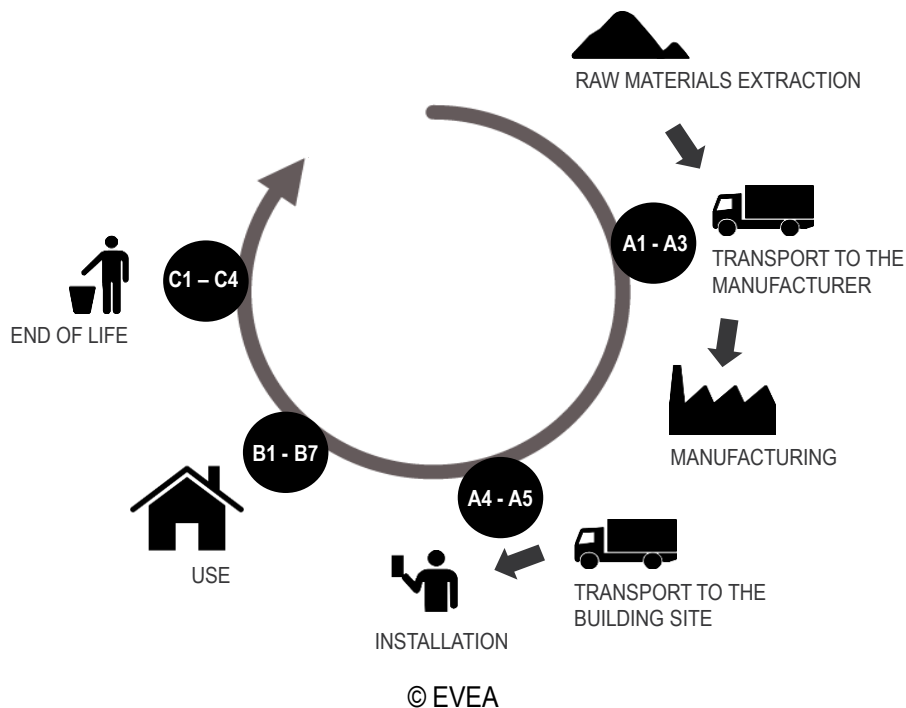 RAW MATERIALS EXTRACTION
A1 - A3
TRANSPORT TO THE
MANUFACTURER
MANUFACTURING
A4 - A5
TRANSPORT TO THE
BUILDING SITE
INSTALLATION
B1 - B7
USE
C1 – C4
END OF LIFE
© EVEA